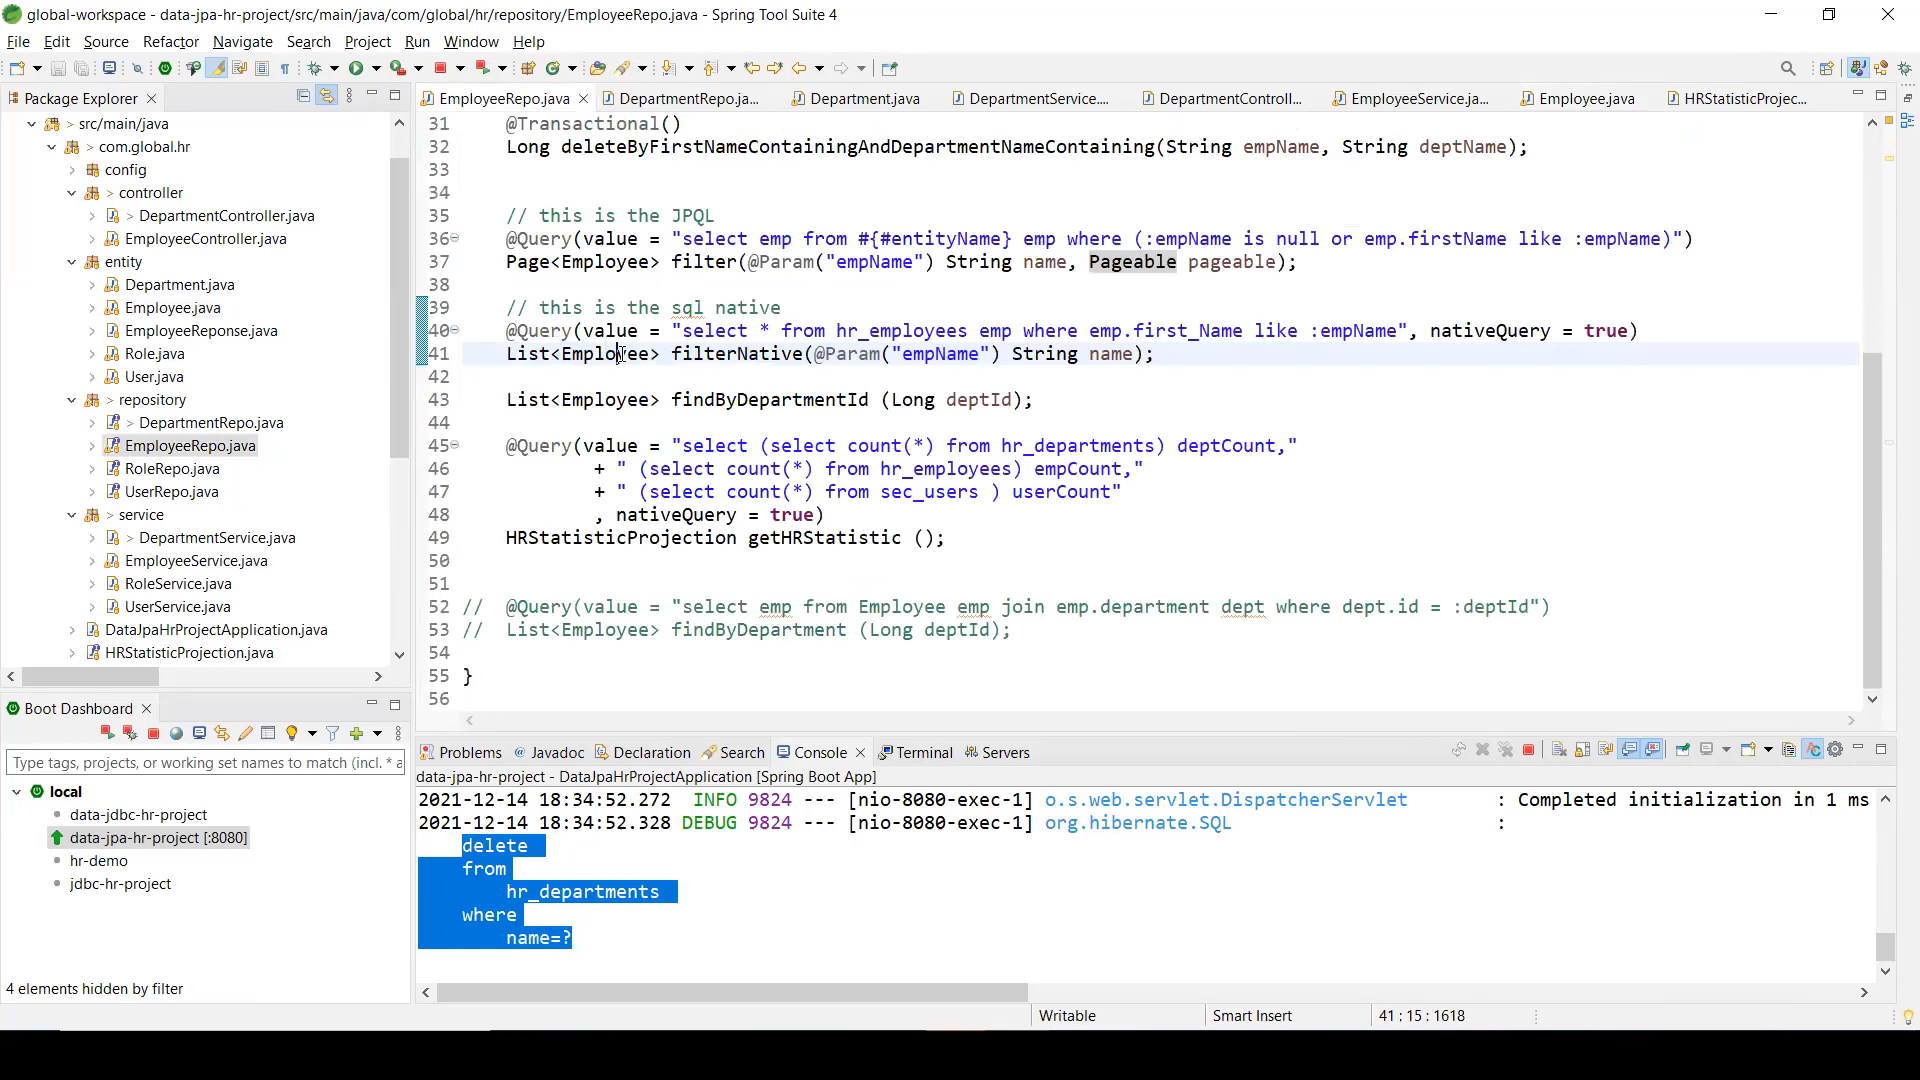 global-workspace - data-jpa-hr-project/src/main/java/com/global/hr/repository/EmployeeRepo.java - Spring Tool Suite 4
File Edit Source Refactor Navigate Search Project Run Window Help
Package Explorer
> src/main/java
> com.global.hr
config
> controller
> DepartmentController.java
EmployeeController.java
entity
Department.java
Employee.java
EmployeeReponse.java
Role.java
User.java
> repository
> DepartmentRepo.java
EmployeeRepo.java
RoleRepo.java
UserRepo.java
> service
> DepartmentService.java
EmployeeService.java
RoleService.java
UserService.java
DataJpaHrProjectApplication.java
HRStatisticProjection.java
Boot Dashboard
Type tags, projects, or working set names to match (incl. * a
local
data-jdbc-hr-project
data-jpa-hr-project [:8080]
hr-demo
jdbc-hr-project
4 elements hidden by filter
EmployeeRepo.java DepartmentRepo.ja... Department.java DepartmentService.... DepartmentControll... EmployeeService.ja... Employee.java HRStatisticProjec...
31 @Transactional()
32 Long deleteByFirstNameContainingAndDepartmentNameContaining(String empName, String deptName);
33
34
35 // this is the JPQL
36 @Query(value = "select emp from #{#entityName} emp where (:empName is null or emp.firstName like :empName)")
37 Page<Employee> filter(@Param("empName") String name, Pageable pageable);
38
39 // this is the sql native
40 @Query(value = "select * from hr_employees emp where emp.first_Name like :empName", nativeQuery = true)
41 List<Employee> filterNative(@Param("empName") String name);
42
43 List<Employee> findByDepartmentId (Long deptId);
44
45 @Query(value = "select (select count(*) from hr_departments) deptCount,"
46 + " (select count(*) from hr_employees) empCount,"
47 + " (select count(*) from sec_users ) userCount"
48 , nativeQuery = true)
49 HRStatisticProjection getHRStatistic ();
50
51
52 // @Query(value = "select emp from Employee emp join emp.department dept where dept.id = :deptId")
53 // List<Employee> findByDepartment (Long deptId);
54
55 }
56
Problems Javadoc Declaration Search Console Terminal Servers
data-jpa-hr-project - DataJpaHrProjectApplication [Spring Boot App]
2021-12-14 18:34:52.272 INFO 9824 --- [nio-8080-exec-1] o.s.web.servlet.DispatcherServlet : Completed initialization in 1 ms
2021-12-14 18:34:52.328 DEBUG 9824 --- [nio-8080-exec-1] org.hibernate.SQL :
delete
from
hr_departments
where
name=?
Writable Smart Insert 41 : 15 : 1618